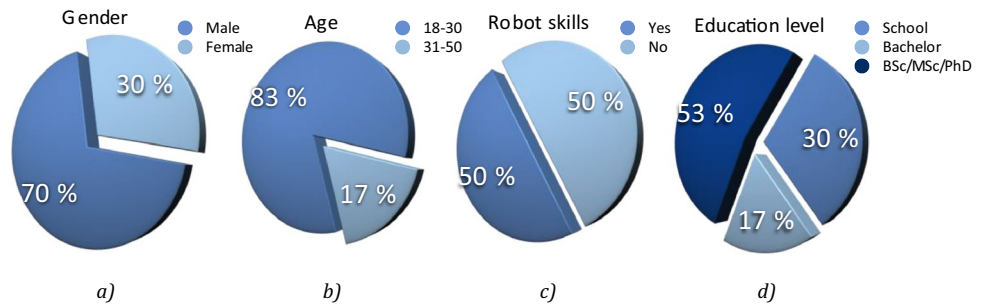 Gender
Male
Female
30 %
70 %
a)
Age
18-30
31-50
83 %
17 %
b)
Robot skills
Yes
No
50 %
50 %
c)
Education level
School
Bachelor
BSc/MSc/PhD
53 %
30 %
17 %
d)